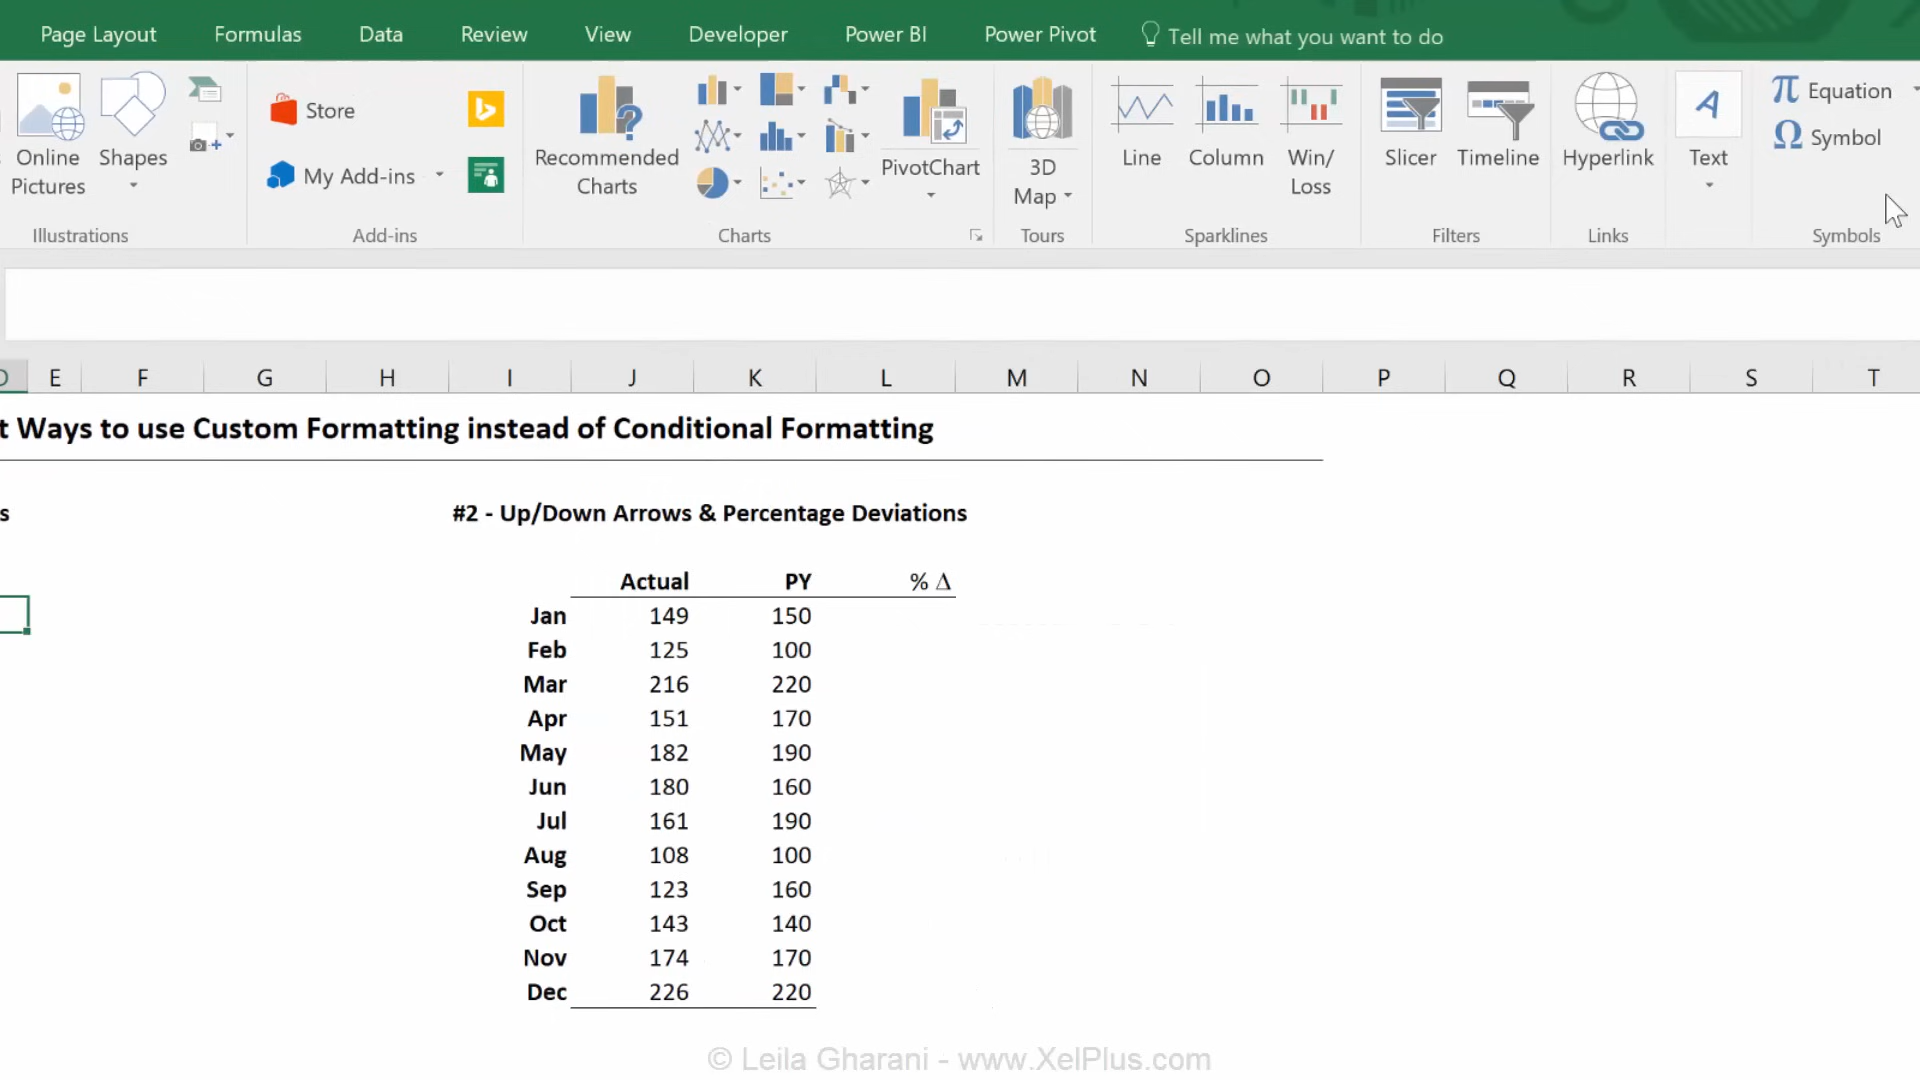 Page Layout Formulas Data Review View Developer Power BI Power Pivot Tell me what you want to do
Online Pictures
Shapes
Store
My Add-ins
Recommended Charts
PivotChart
3D Map
Line
Column
Win/ Loss
Slicer
Timeline
Hyperlink
Text
π Equation
Ω Symbol
Illustrations Add-ins Charts Tours Sparklines Filters Links Symbols
E F G H I J K L M N O P Q R S T
t Ways to use Custom Formatting instead of Conditional Formatting
s
#2 - Up/Down Arrows & Percentage Deviations
Actual PY % Δ
Jan 149 150
Feb 125 100
Mar 216 220
Apr 151 170
May 182 190
Jun 180 160
Jul 161 190
Aug 108 100
Sep 123 160
Oct 143 140
Nov 174 170
Dec 226 220
© Leila Gharani - www.XelPlus.com